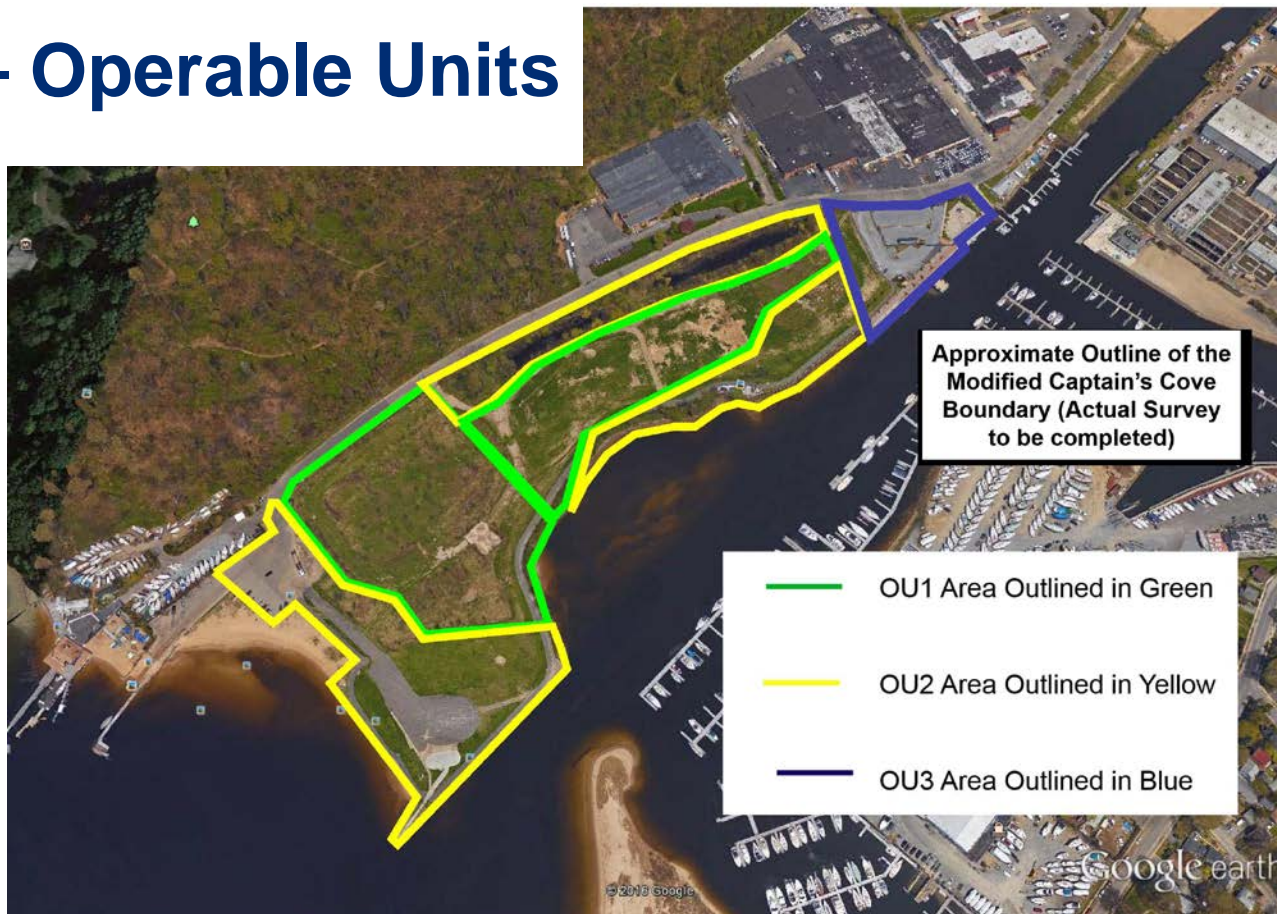 - Operable Units
Approximate Outline of the
Modified Captain's Cove
Boundary (Actual Survey
to be completed)
OU1 Area Outlined in Green
OU2 Area Outlined in Yellow
OU3 Area Outlined in Blue
© 2016 Google
Google earth